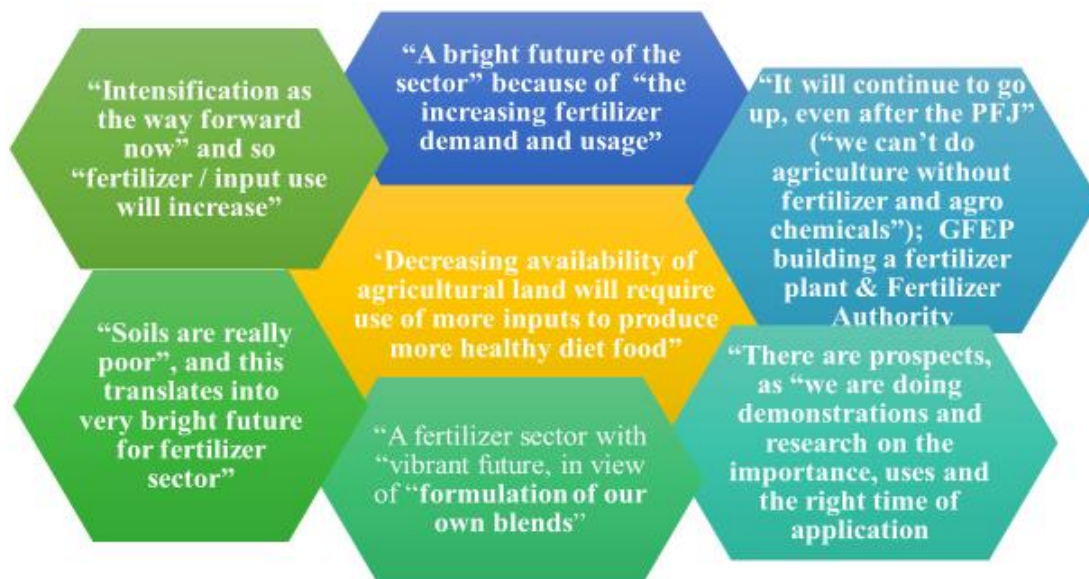 “Intensification as
the way forward
now” and so
“fertilizer / input use
will increase”
“A bright future of the
sector” because of “the
increasing fertilizer
demand and usage”
“It will continue to go
up, even after the PFJ”
(“we can’t do
agriculture without
fertilizer and agro
chemicals”); GFEP
building a fertilizer
plant & Fertilizer
Authority
‘Decreasing availability of
agricultural land will require
use of more inputs to produce
more healthy diet food”
“Soils are really
poor”, and this
translates into
very bright future
for fertilizer
sector”
“A fertilizer sector with
“vibrant future, in view
of “formulation of our
own blends”
“There are prospects,
as “we are doing
demonstrations and
research on the
importance, uses and
the right time of
application